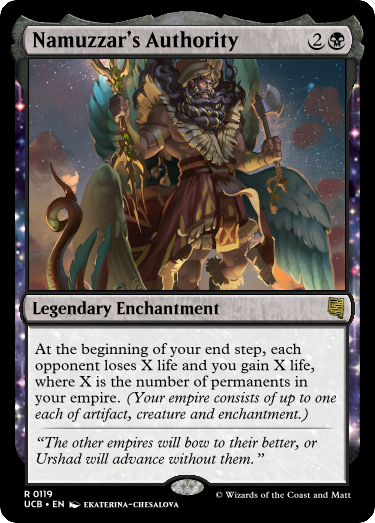 Namuzzar's Authority 2
Legendary Enchantment
At the beginning of your end step, each
opponent loses X life and you gain X life,
where X is the number of permanents in
your empire. (Your empire consists of up to one
each of artifact, creature and enchantment.)
"The other empires will bow to their better, or
Urshad will advance without them."
R 0119
UCB • EN EKATERINA-CHESALOVA
© Wizards of the Coast and Matt